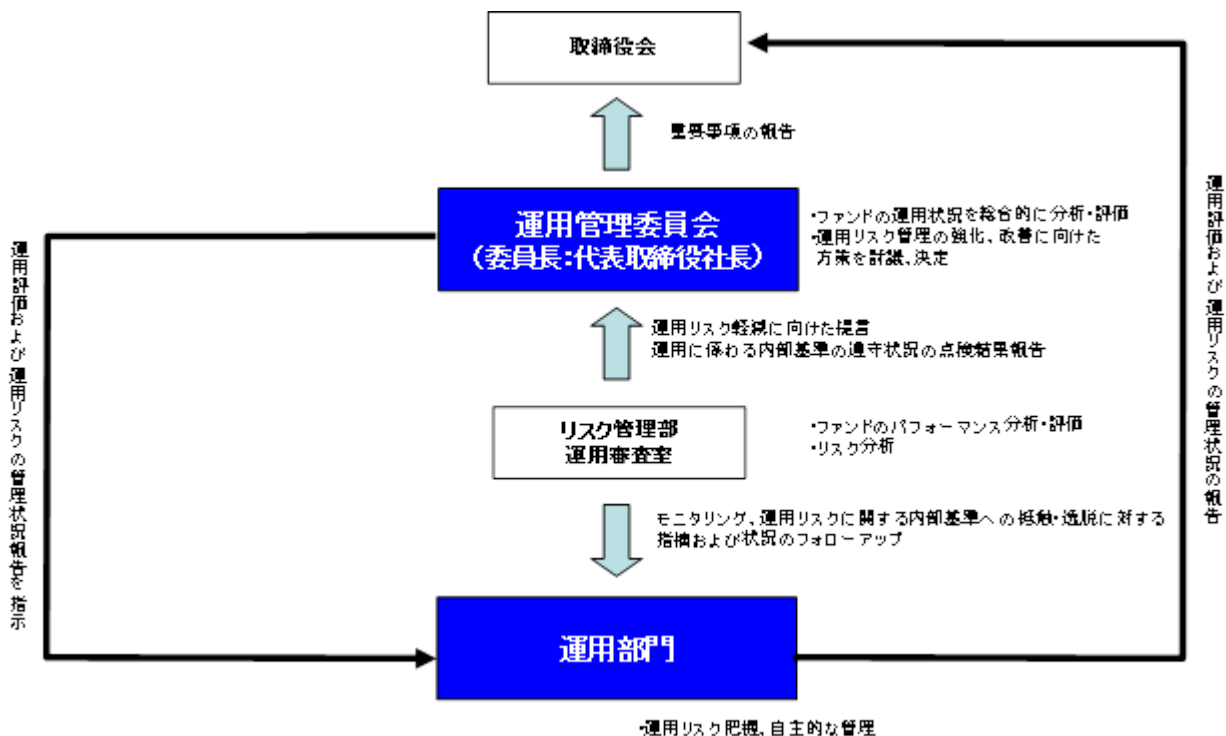 取締役会
重要事項の報告
運用管理委員会
(委員長:代表取締役社長)
・ファンドの運用状況を総合的に分析・評価
・運用リスク管理の強化、改善に向けた
方策を討議、決定
運用リスク軽減に向けた提言
運用に係わる内部基準の遵守状況の点検結果報告
リスク管理部
運用審査室
・ファンドのパフォーマンス分析・評価
・リスク分析
モニタリング、運用リスクに関する内部基準への抵触・逸脱に対する
指摘および状況のフォローアップ
運用部門
・運用リスク把握、自主的な管理
運用評価および運用リスクの管理状況報告を指示
運用評価および運用リスクの管理状況の報告